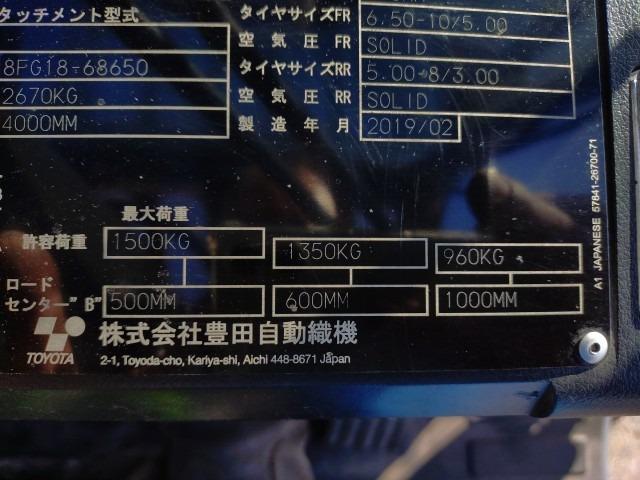 タッチメント型式 タイヤサイズFR 6.50-10/5.00
空気圧 FR SOLID
8FG18-68650 タイヤサイズRR 5.00-8/3.00
2670KG 空気圧 RR SOLID
4000MM 製造年月 2019/02
最大荷重
許容荷重 1500KG 1350KG 960KG
ロード
センター"B" 500MM 600MM 1000MM
TOYOTA 株式会社豊田自動織機
2-1, Toyoda-cho, Kariya-shi, Aichi 448-8671 Japan
A1 JAPANESE 57841-26700-71